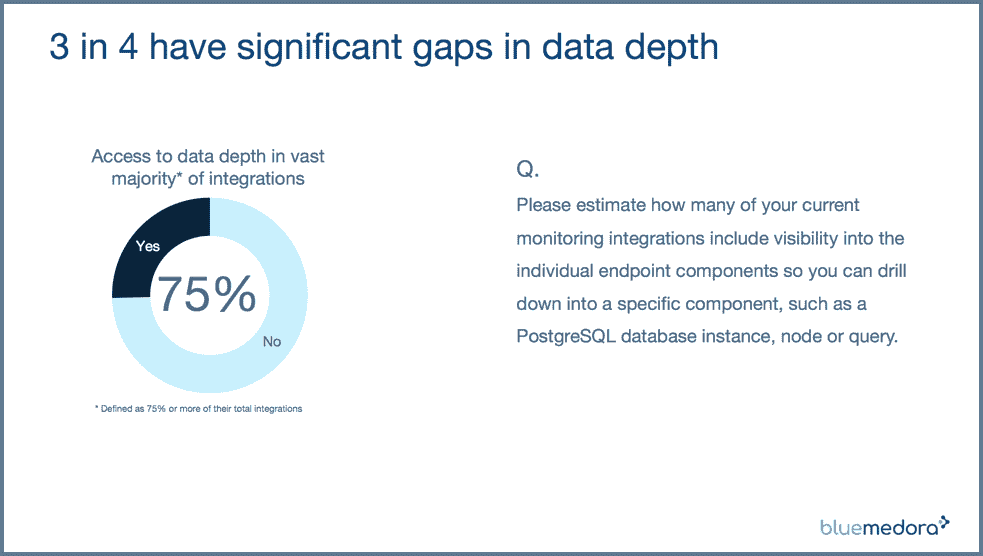 3 in 4 have significant gaps in data depth
Access to data depth in vast
majority* of integrations
Yes
75%
No
* Defined as 75% or more of their total integrations
Q.
Please estimate how many of your current
monitoring integrations include visibility into the
individual endpoint components so you can drill
down into a specific component, such as a
PostgreSQL database instance, node or query.
bluemedora